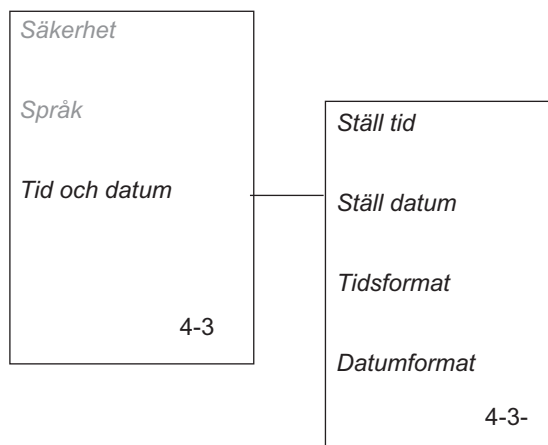 Säkerhet
Språk
Tid och datum
4-3
Ställ tid
Ställ datum
Tidsformat
Datumformat
4-3-